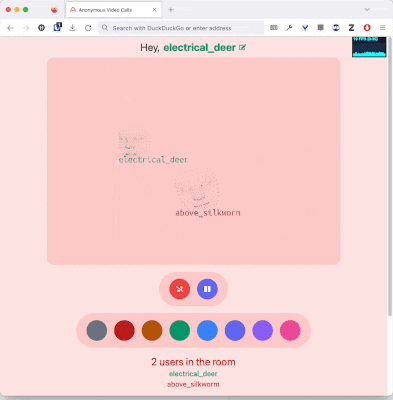 Anonymous Video Calls
Search with DuckDuckGo or enter address
Hey, electrical_deer
electrical_deer
above_silkworm
2 users in the room
electrical_deer
above_silkworm